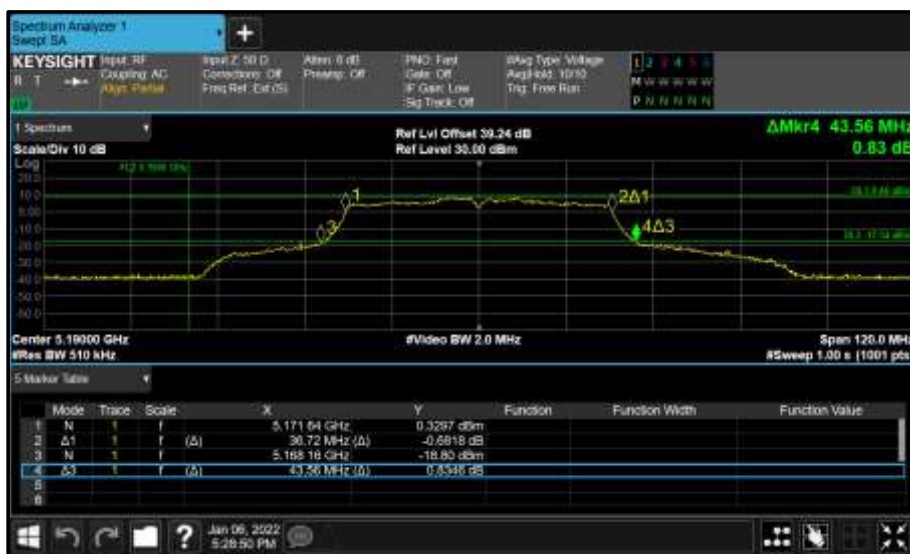 Spectrum Analyzer 1
Swept SA
+
KEYSIGHT Input: RF Input Z: 50 Ω Atten: 6 dB PNO: Fast #Avg Type: Voltage 1 2 3 4 5 6
R T Coupling: AC Corrections: Off Preamp: Off Gate: Off Avg|Hold: 10/10 M W W W W W
Align: Partial Freq Ref: Ext (S) IF Gain: Low Trig: Free Run
Sig Track: Off P N N N N N
1 Spectrum
Ref Lvl Offset 39.24 dB ΔMkr4 43.56 MHz
Scale/Div 10 dB Ref Level 30.00 dBm 0.83 dB
Log
20.0
10.0
0.00
-10.0
-20.0
-30.0
-40.0
-50.0
-60.0
1
2Δ1
3
4Δ3
Center 5.19000 GHz #Video BW 2.0 MHz Span 120.0 MHz
#Res BW 510 kHz #Sweep 1.00 s (1001 pts
5 Marker Table
Mode Trace Scale X Y Function Function Width Function Value
1 N 1 f 5.171 64 GHz 0.3297 dBm
2 Δ1 1 f (Δ) 36.72 MHz (Δ) -0.6818 dB
3 N 1 f 5.168 16 GHz -18.80 dBm
4 Δ3 1 f (Δ) 43.56 MHz (Δ) 0.8346 dB
5
6
? Jan 06, 2022
5:28:50 PM